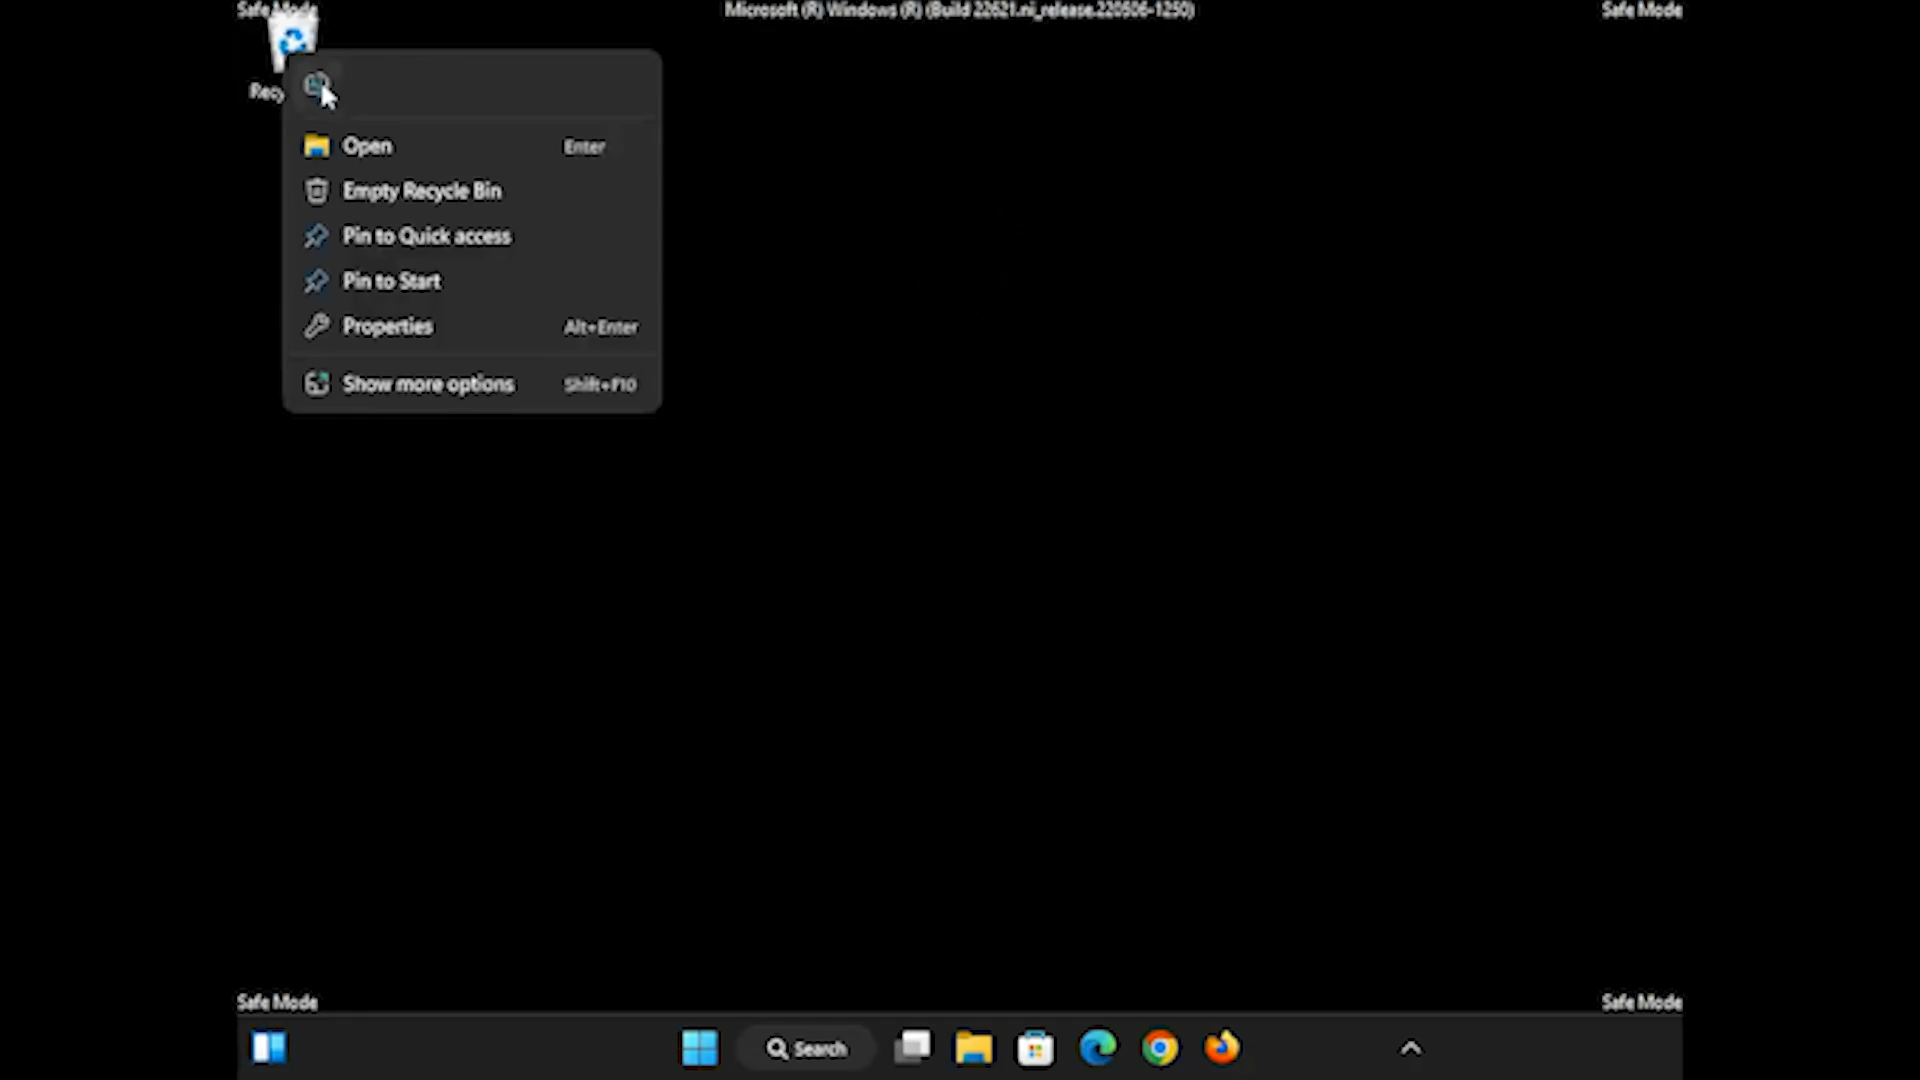 Safe Mode
Microsoft (R) Windows (R) (Build 22621.ni_release.220506-1250)
Safe Mode
Open Enter
Empty Recycle Bin
Pin to Quick access
Pin to Start
Properties Alt+Enter
Show more options Shift+F10
Safe Mode
Safe Mode
Search